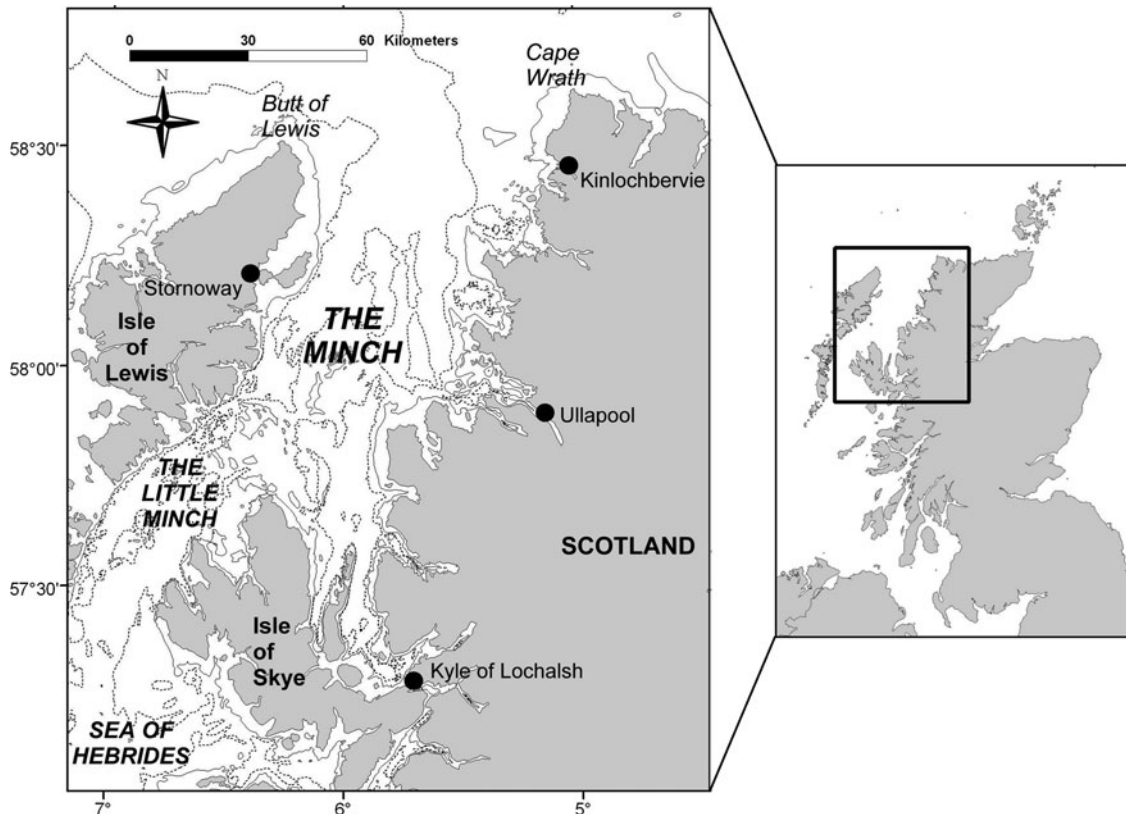 0 30 60 Kilometers
N
Cape
Wrath
Butt of
Lewis
58°30'
Kinlochbervie
Stornoway
THE
MINCH
Isle
of
Lewis
58°00'
Ullapool
THE
LITTLE
MINCH
SCOTLAND
57°30'
Isle
of
Skye
Kyle of Lochalsh
SEA OF
HEBRIDES
7° 6° 5°